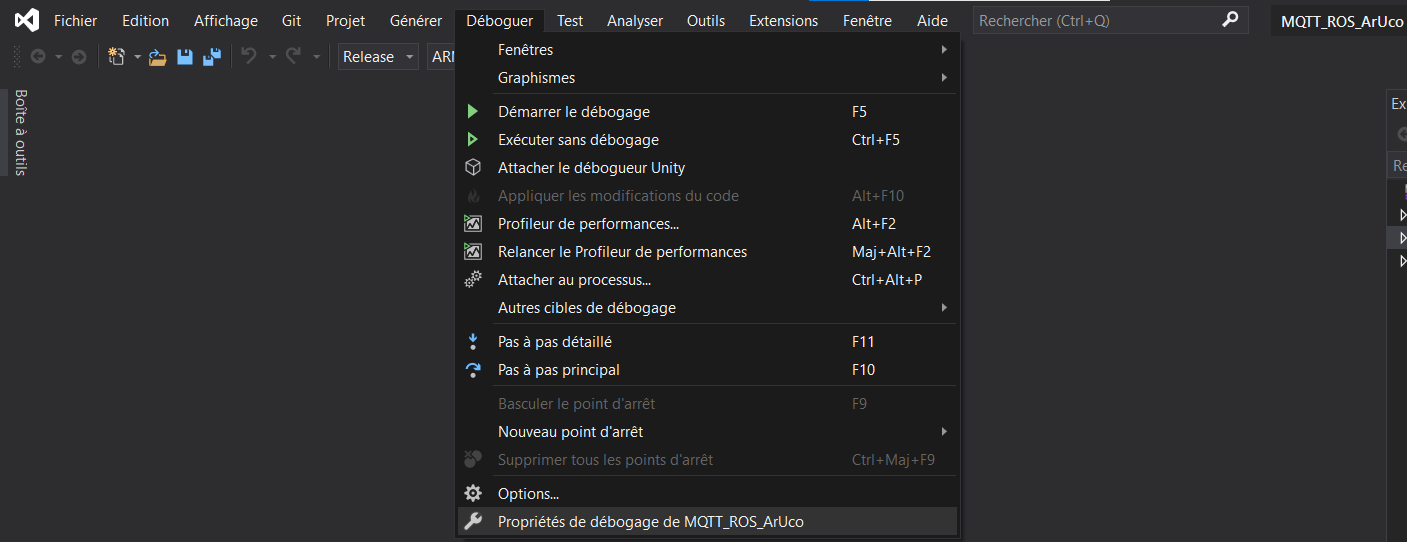 Fichier Edition Affichage Git Projet Générer Déboguer Test Analyser Outils Extensions Fenêtre Aide Rechercher (Ctrl+Q) MQTT_ROS_ArUco
Release
Boîte à outils
Fenêtres
Graphismes
Démarrer le débogage F5
Exécuter sans débogage Ctrl+F5
Attacher le débogueur Unity
Appliquer les modifications du code Alt+F10
Profileur de performances... Alt+F2
Relancer le Profileur de performances Maj+Alt+F2
Attacher au processus... Ctrl+Alt+P
Autres cibles de débogage
Pas à pas détaillé F11
Pas à pas principal F10
Basculer le point d'arrêt F9
Nouveau point d'arrêt
Supprimer tous les points d'arrêt Ctrl+Maj+F9
Options...
Propriétés de débogage de MQTT_ROS_ArUco